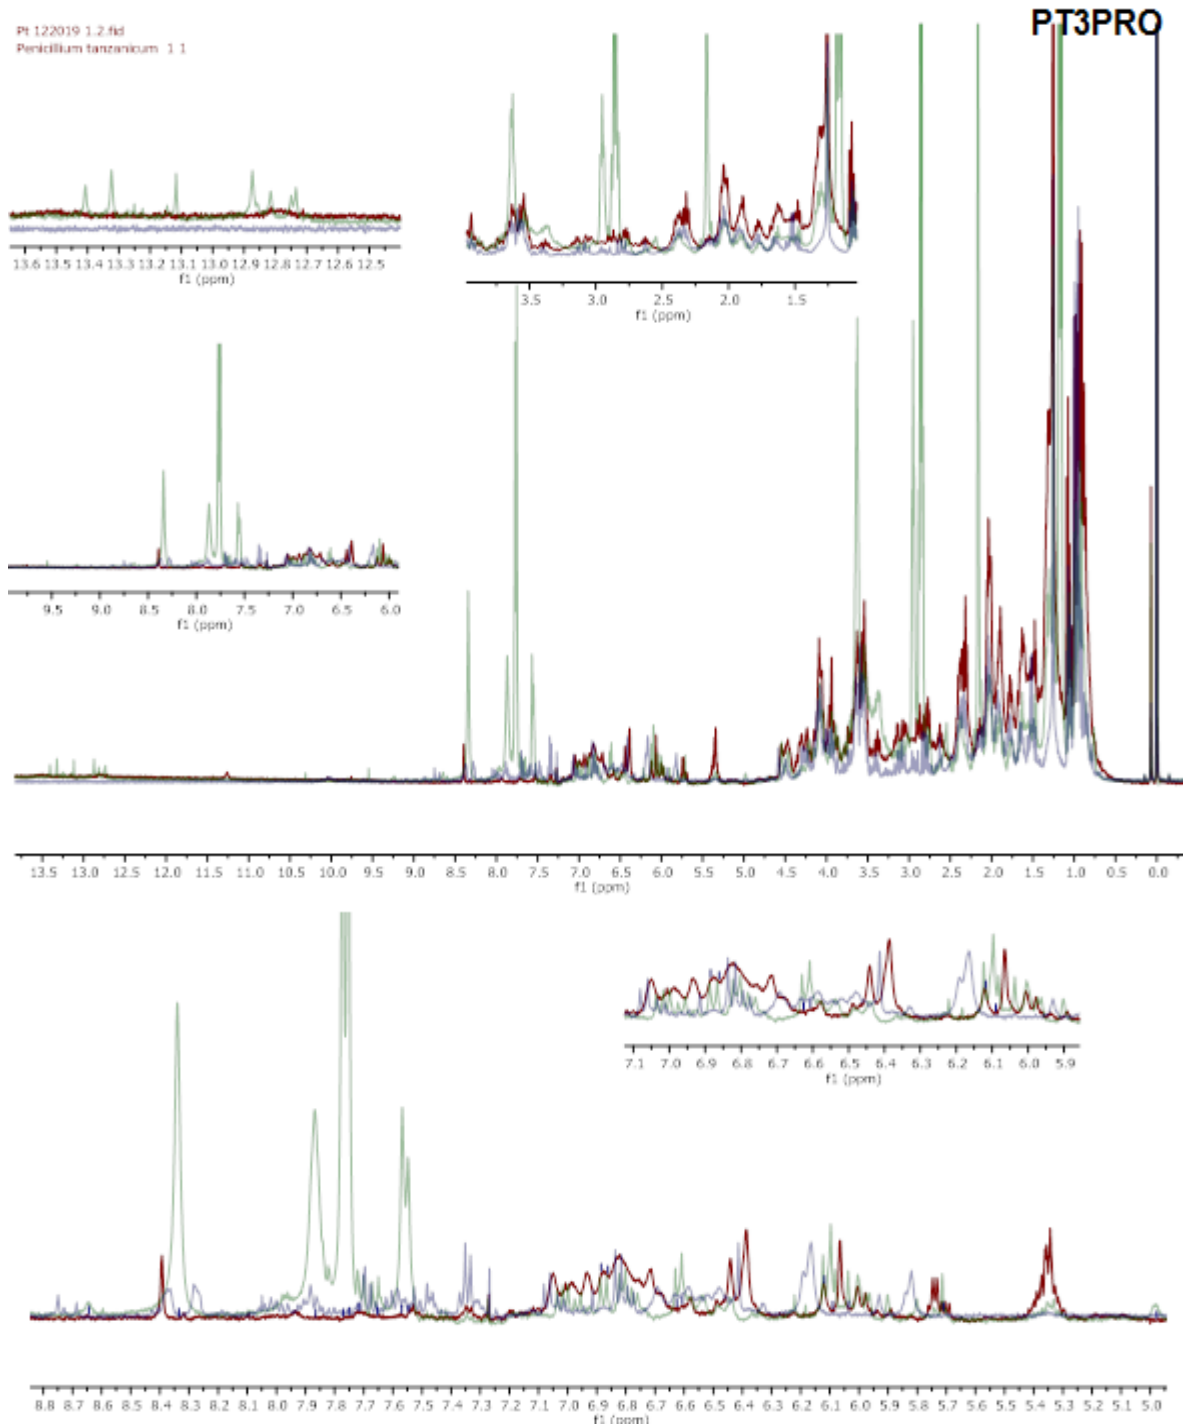 PT3PRO
Pt 122019 1.2.fid
Penicillium tanzanicum 1 1
13.6 13.5 13.4 13.3 13.2 13.1 13.0 12.9 12.8 12.7 12.6 12.5
f1 (ppm)
3.5 3.0 2.5 2.0 1.5
f1 (ppm)
9.5 9.0 8.5 8.0 7.5 7.0 6.5 6.0
f1 (ppm)
13.5 13.0 12.5 12.0 11.5 11.0 10.5 10.0 9.5 9.0 8.5 8.0 7.5 7.0 6.5 6.0 5.5 5.0 4.5 4.0 3.5 3.0 2.5 2.0 1.5 1.0 0.5 0.0
f1 (ppm)
7.1 7.0 6.9 6.8 6.7 6.6 6.5 6.4 6.3 6.2 6.1 6.0 5.9
f1 (ppm)
8.8 8.7 8.6 8.5 8.4 8.3 8.2 8.1 8.0 7.9 7.8 7.7 7.6 7.5 7.4 7.3 7.2 7.1 7.0 6.9 6.8 6.7 6.6 6.5 6.4 6.3 6.2 6.1 6.0 5.9 5.8 5.7 5.6 5.5 5.4 5.3 5.2 5.1 5.0
f1 (ppm)